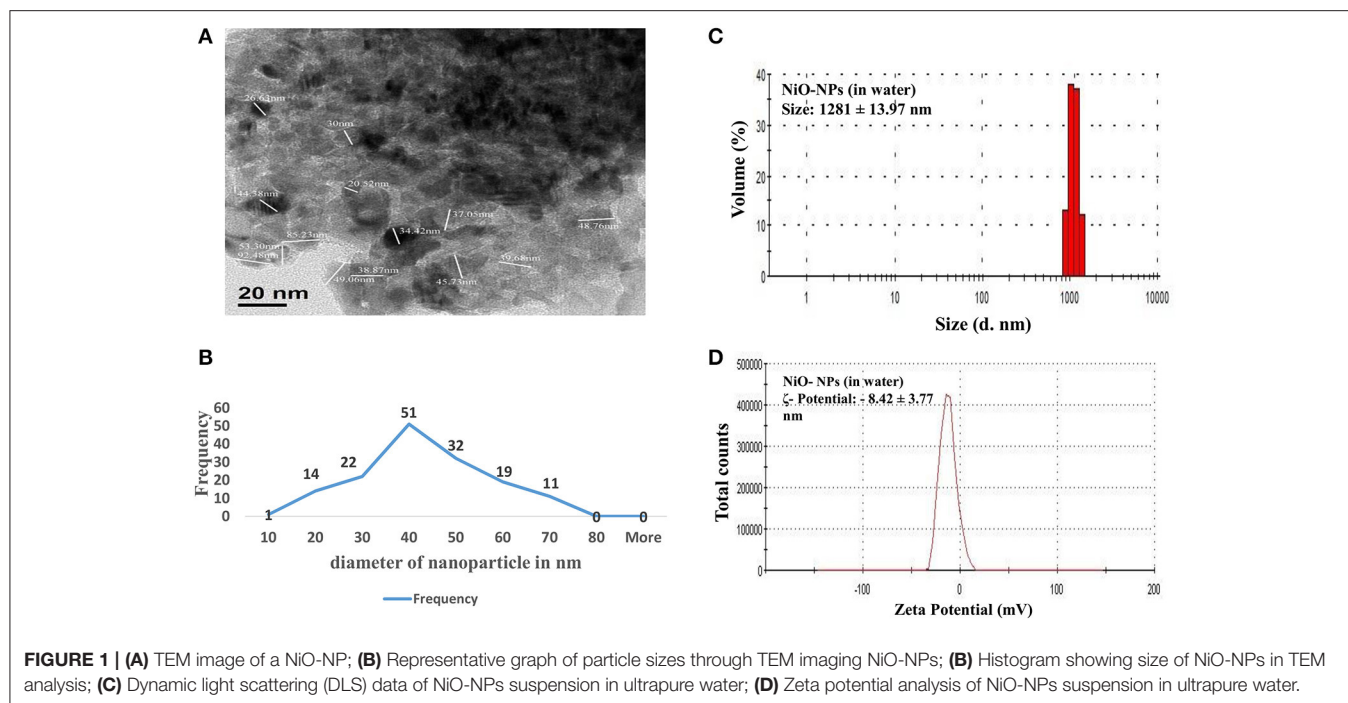 A
26.63nm
30nm
20.52nm
44.58nm
37.05nm
34.42nm
48.76nm
85.23nm
53.30nm
92.48nm
39.68nm
38.87nm
49.06nm
45.73nm
20 nm
B
Frequency
60
50
40
30
20
10
0
1
14
22
51
32
19
11
0
0
10 20 30 40 50 60 70 80 More
diameter of nanoparticle in nm
Frequency
C
NiO-NPs (in water)
Size: 1281 ± 13.97 nm
Volume (%)
40
30
20
10
0
1 10 100 1000 10000
Size (d. nm)
D
NiO- NPs (in water)
ζ- Potential: - 8.42 ± 3.77
nm
Total counts
500000
400000
300000
200000
100000
0
-100 0 100 200
Zeta Potential (mV)
FIGURE 1 | (A) TEM image of a NiO-NP; (B) Representative graph of particle sizes through TEM imaging NiO-NPs; (B) Histogram showing size of NiO-NPs in TEM
analysis; (C) Dynamic light scattering (DLS) data of NiO-NPs suspension in ultrapure water; (D) Zeta potential analysis of NiO-NPs suspension in ultrapure water.